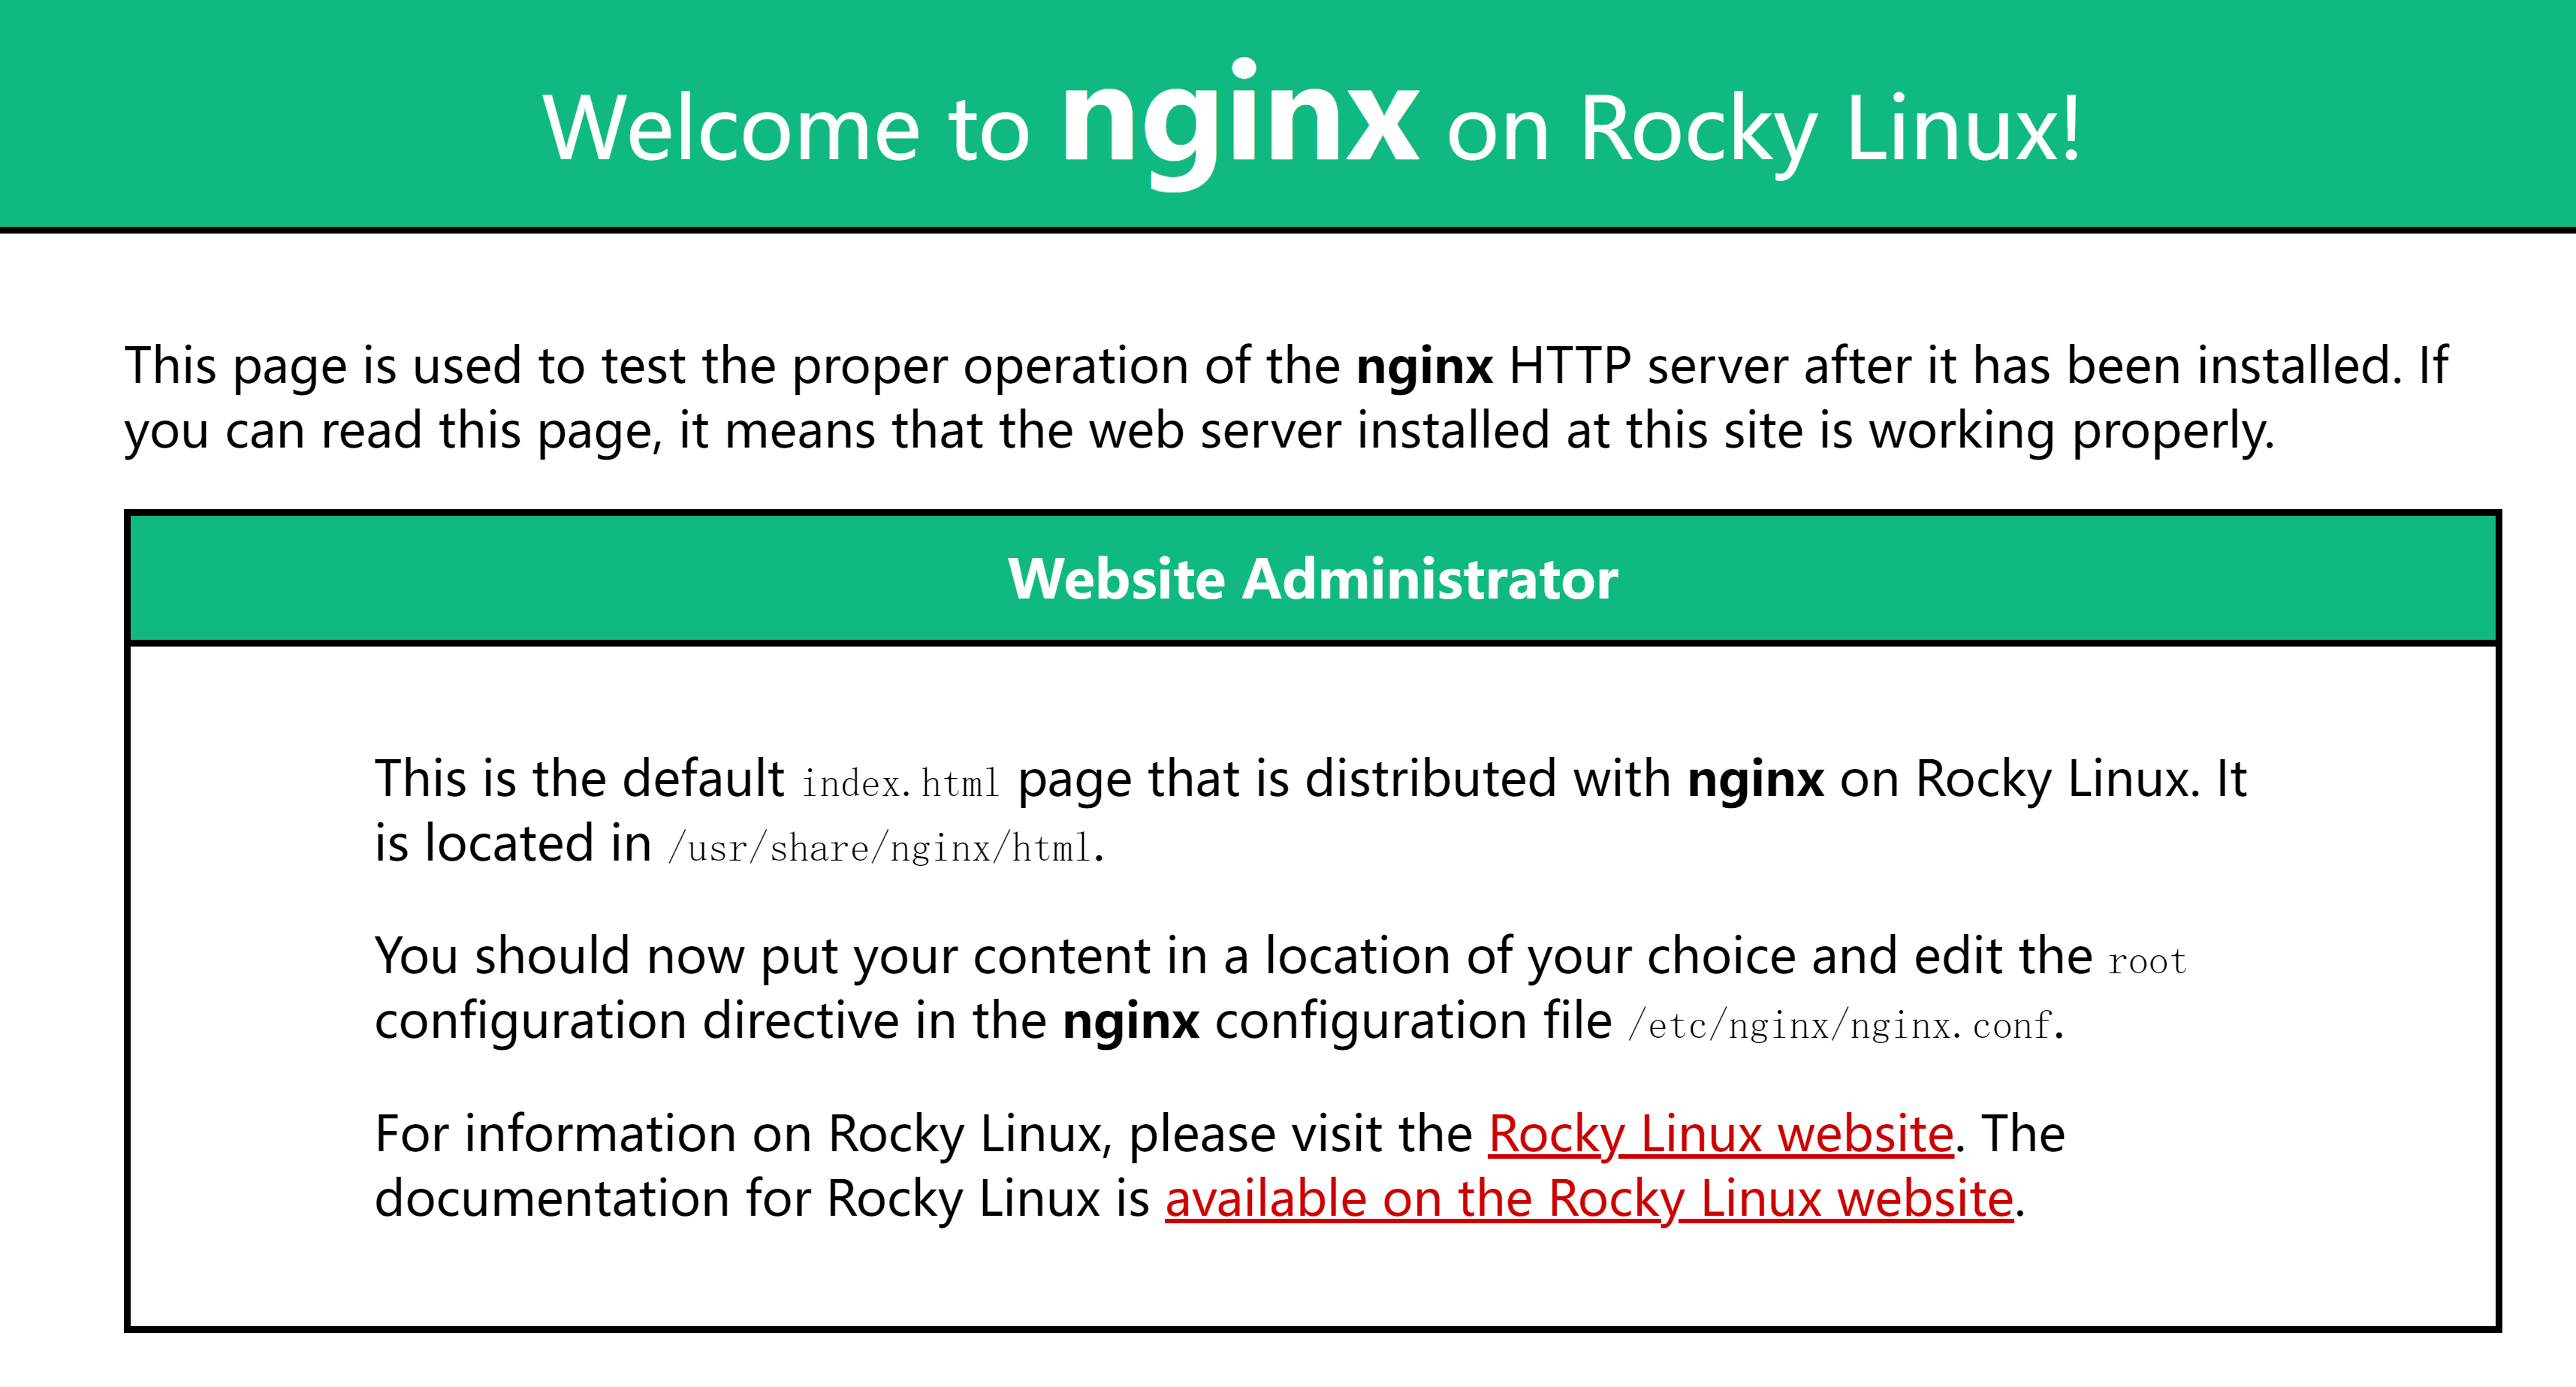 Welcome to nginx on Rocky Linux!
This page is used to test the proper operation of the nginx HTTP server after it has been installed. If
you can read this page, it means that the web server installed at this site is working properly.
Website Administrator
This is the default index.html page that is distributed with nginx on Rocky Linux. It
is located in /usr/share/nginx/html.
You should now put your content in a location of your choice and edit the root
configuration directive in the nginx configuration file /etc/nginx/nginx.conf.
For information on Rocky Linux, please visit the Rocky Linux website. The
documentation for Rocky Linux is available on the Rocky Linux website.